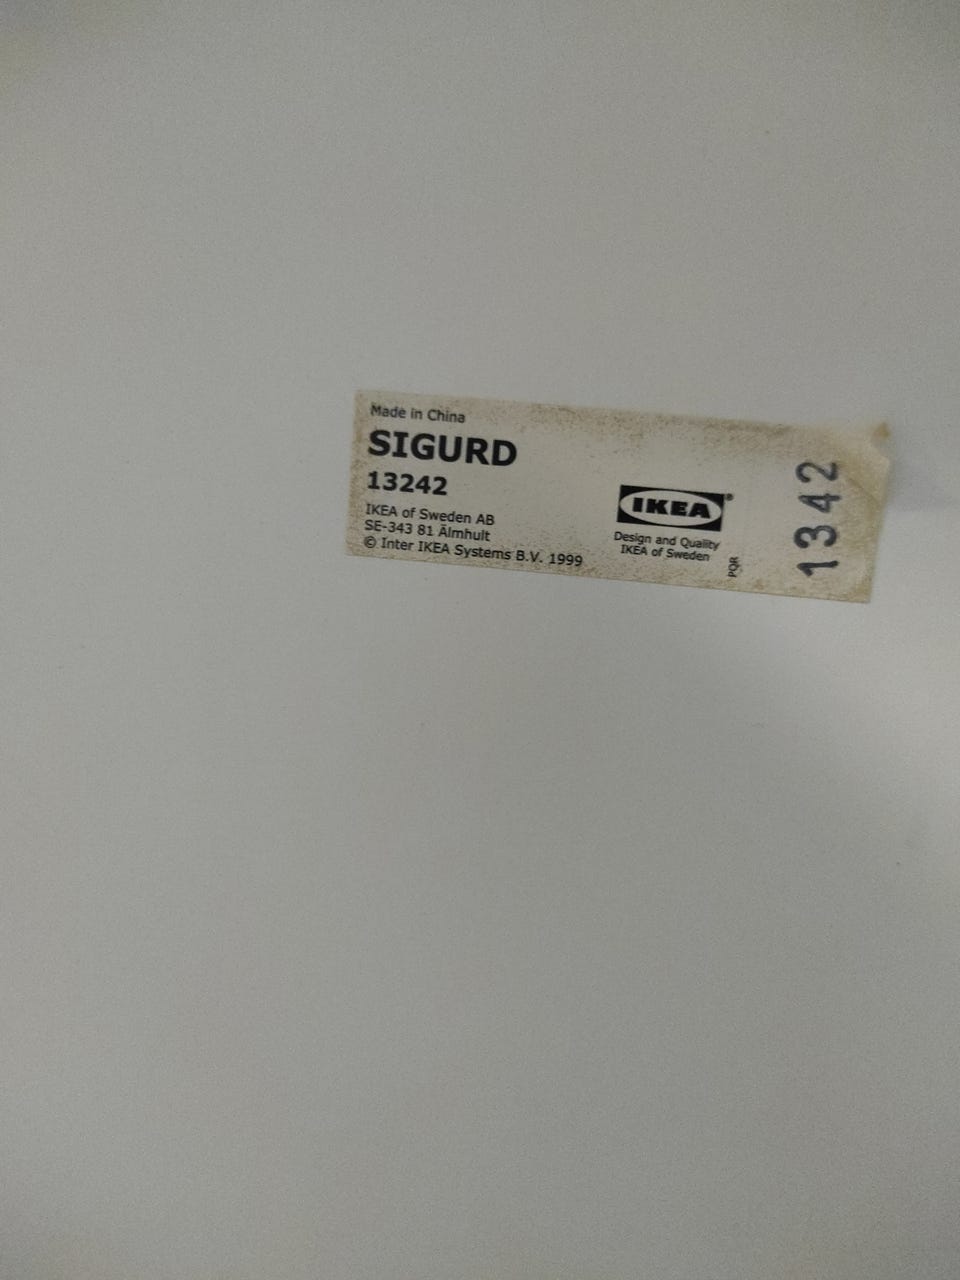 Made in China
SIGURD
13242
IKEA of Sweden AB
SE-343 81 Älmhult
© Inter IKEA Systems B.V. 1999
IKEA®
Design and Quality
IKEA of Sweden
PQR
1342